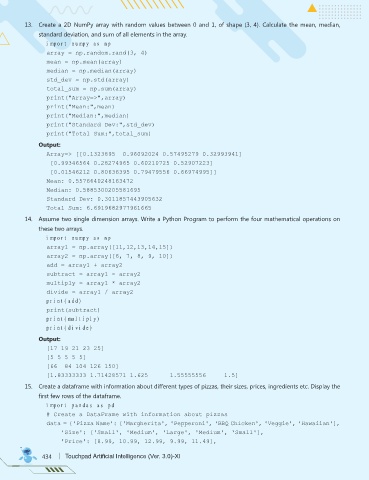 13. Create a 2D NumPy array with random values between 0 and 1, of shape (3, 4). Calculate the mean, median,
standard deviation, and sum of all elements in the array.
import numpy as np
array = np.random.rand(3, 4)
mean = np.mean(array)
median = np.median(array)
std_dev = np.std(array)
total_sum = np.sum(array)
print("Array=>",array)
print("Mean:",mean)
print("Median:",median)
print("Standard Dev:",std_dev)
print("Total Sum:",total_sum)
Output:
Array=> [[0.1323685 0.96092024 0.57495279 0.32993941]
[0.99346564 0.28274685 0.60210725 0.52907223]
[0.01546212 0.80838395 0.79479558 0.66974995]]
Mean: 0.5576640248163472
Median: 0.5885300205581695
Standard Dev: 0.3011857443905632
Total Sum: 6.6919682977961665
14. Assume two single dimension arrays. Write a Python Program to perform the four mathematical operations on
these two arrays.
import numpy as np
array1 = np.array([11,12,13,14,15])
array2 = np.array([6, 7, 8, 9, 10])
add = array1 + array2
subtract = array1 - array2
multiply = array1 * array2
divide = array1 / array2
print(add)
print(subtract)
print(multiply)
print(divide)
Output:
[17 19 21 23 25]
[5 5 5 5 5]
[66 84 104 126 150]
[1.83333333 1.71428571 1.625 1.55555556 1.5]
15. Create a dataframe with information about different types of pizzas, their sizes, prices, ingredients etc. Display the
first few rows of the dataframe.
import pandas as pd
# Create a DataFrame with information about pizzas
data = {'Pizza Name': ['Margherita', 'Pepperoni', 'BBQ Chicken', 'Veggie', 'Hawaiian'],
'Size': ['Small', 'Medium', 'Large', 'Medium', 'Small'],
'Price': [8.99, 10.99, 12.99, 9.99, 11.49],
434 Touchpad Artificial Intelligence (Ver. 3.0)-XI